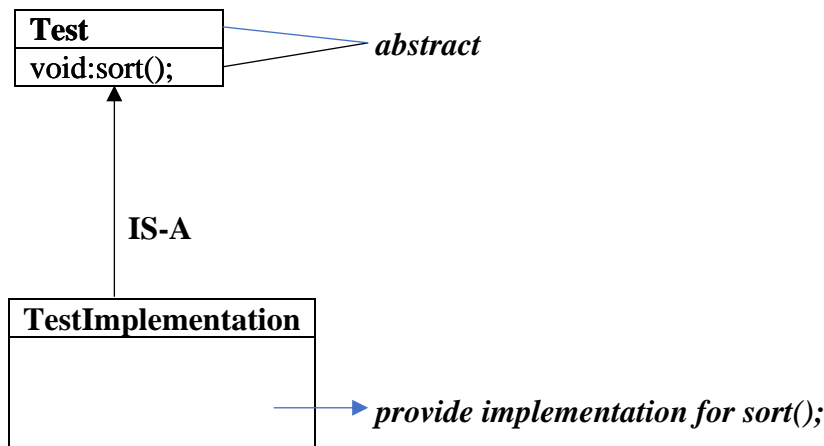 Test
abstract
void:sort();
IS-A
TestImplementation
provide implementation for sort();